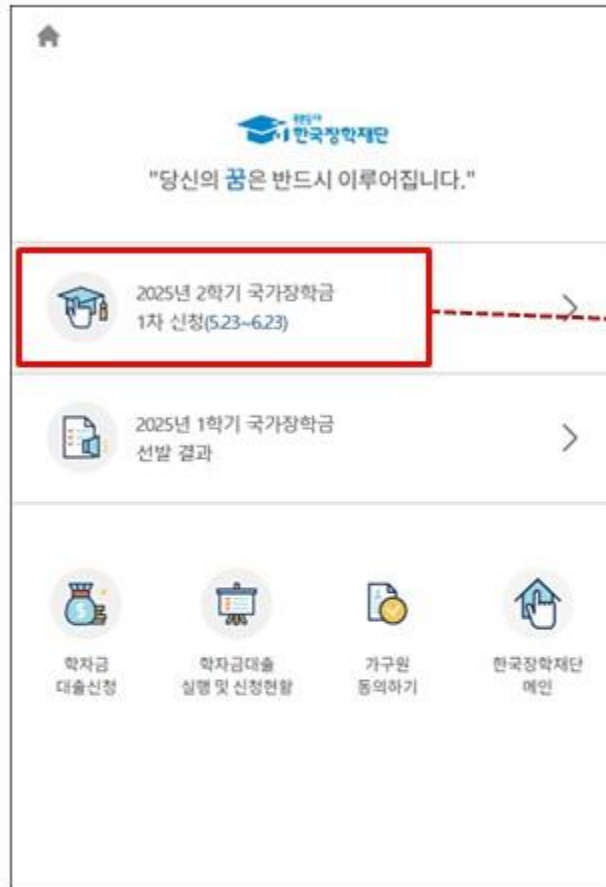 한국장학재단
"당신의 꿈은 반드시 이루어집니다."
2025년 2학기 국가장학금
1차 신청(5.23~6.23)
2025년 1학기 국가장학금
선발 결과
학자금
대출신청
학자금대출
실행 및 신청현황
가구원
동의하기
한국장학재단
메인